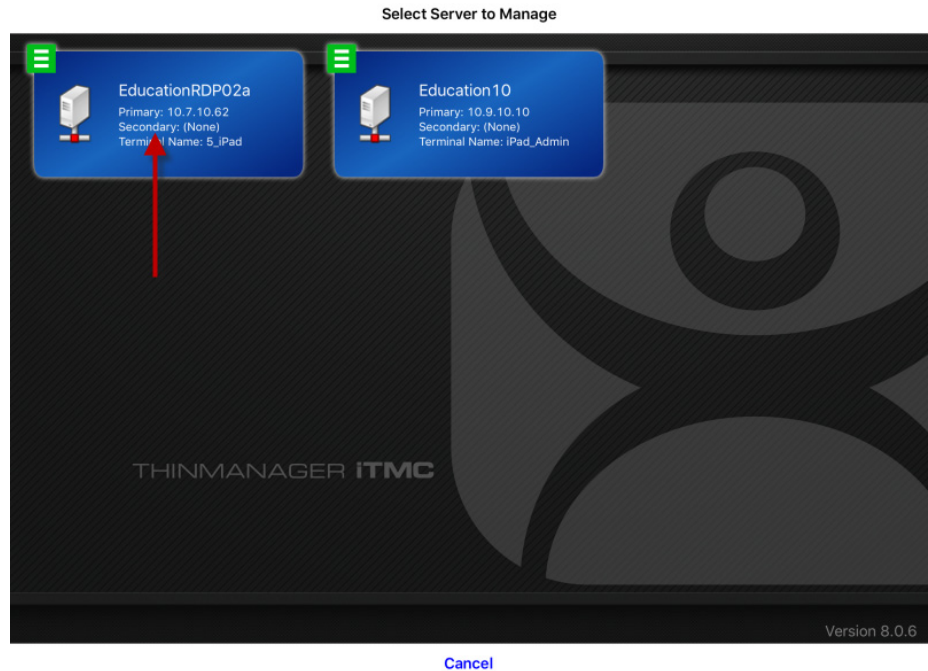 Select Server to Manage
EducationRDP02a
Primary: 10.7.10.62
Secondary: (None)
Terminal Name: 5_iPad
Education10
Primary: 10.9.10.10
Secondary: (None)
Terminal Name: iPad_Admin
THINMANAGER iTMC
Version 8.0.6
Cancel